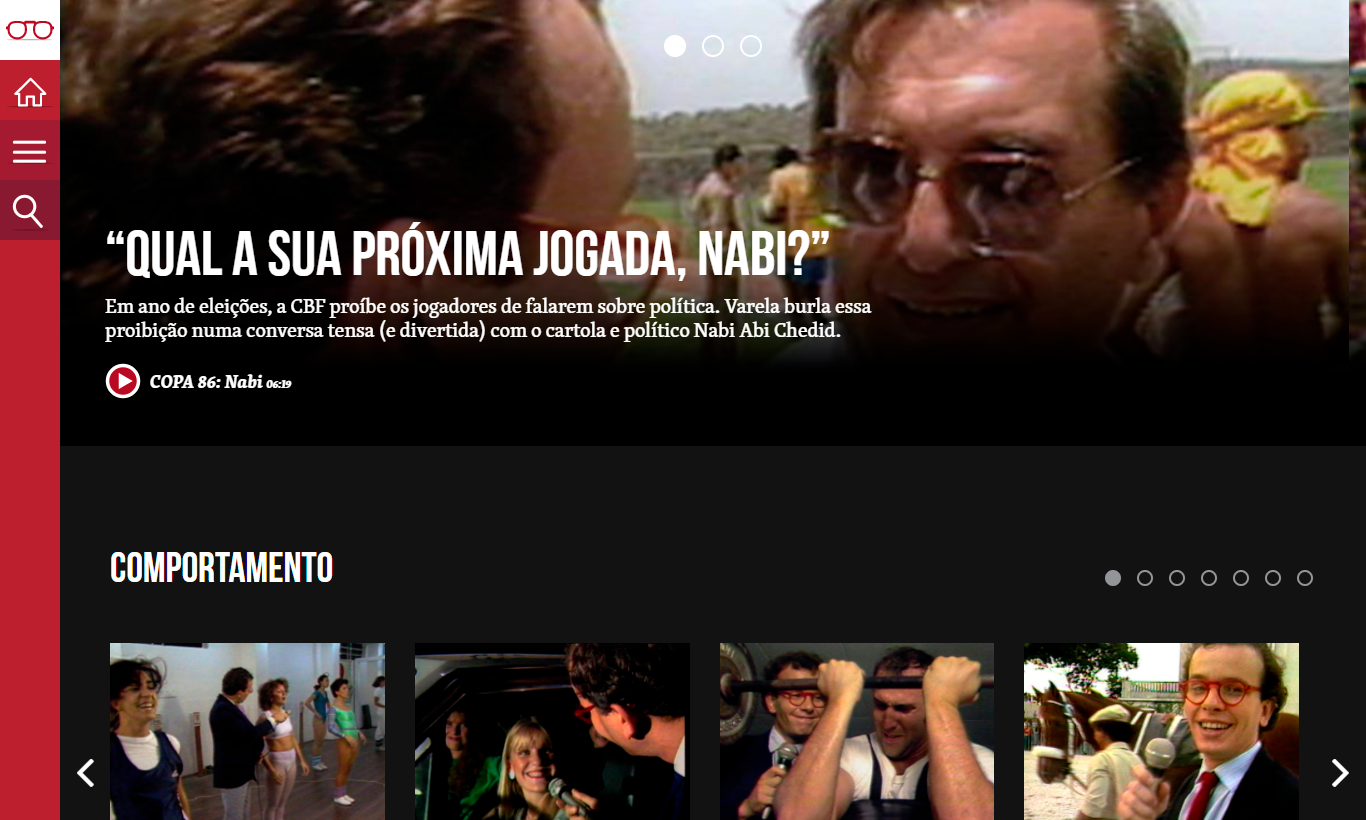 “QUAL A SUA PRÓXIMA JOGADA, NABI?”
Em ano de eleições, a CBF proíbe os jogadores de falarem sobre política. Varela burla essa
proibição numa conversa tensa (e divertida) com o cartola e político Nabi Abi Chedid.
COPA 86: Nabi 06:19
COMPORTAMENTO